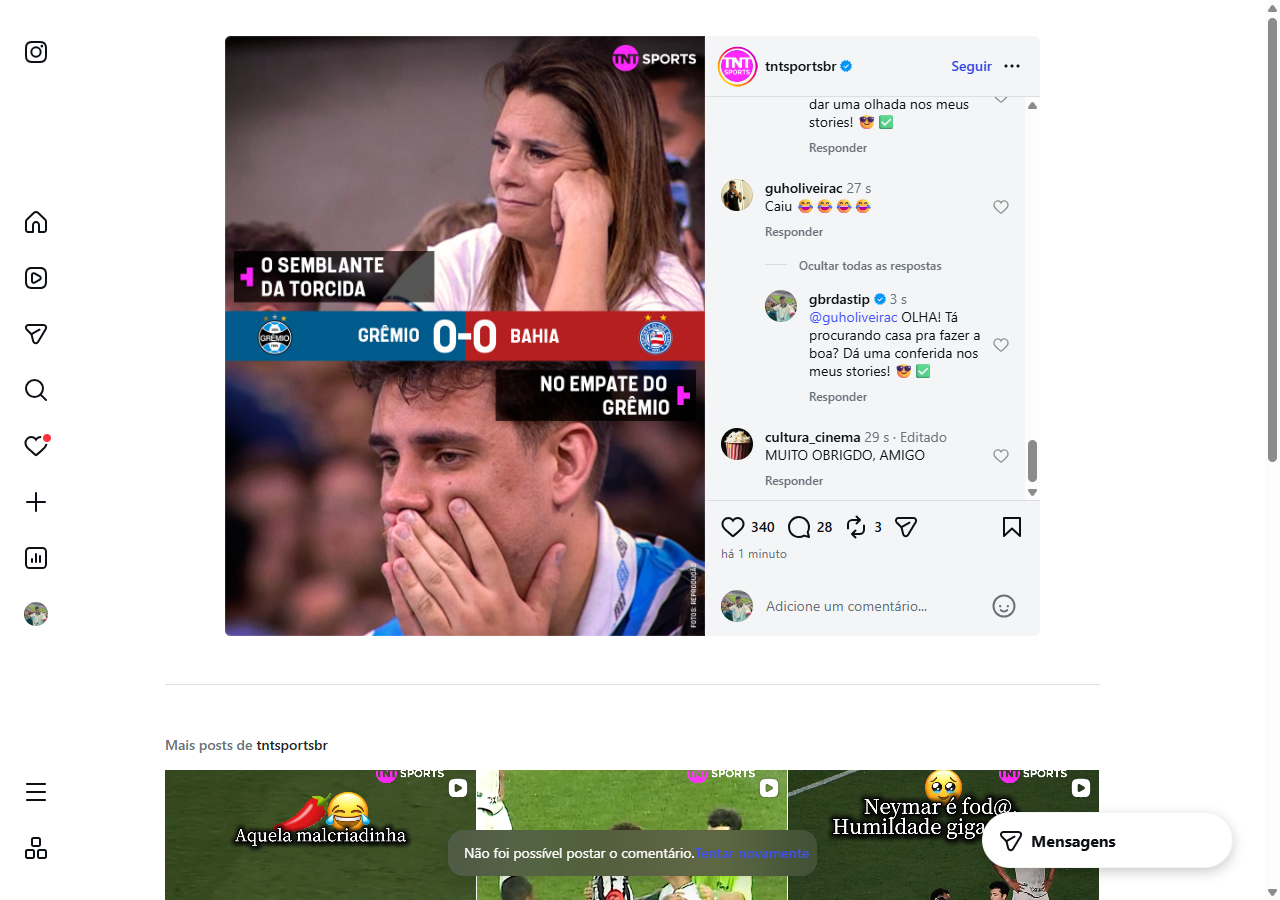 TNT SPORTS
O SEMBLANTE
DA TORCIDA
GRÊMIO
GRÊMIO 0-0 BAHIA
NO EMPATE DO
GRÊMIO
FOTOS: REPRODUÇÃO
TNT
SPORTS
tntsportsbr
Seguir
dar uma olhada nos meus
stories! 😎 ✅
Responder
guholiveirac 27 s
Caiu 😂 😂 😂 😂
Responder
Ocultar todas as respostas
gbrdastip 3 s
@guholiveirac OLHA! Tá
procurando casa pra fazer a
boa? Dá uma conferida nos
meus stories! 😎 ✅
Responder
cultura_cinema 29 s · Editado
MUITO OBRIGDO, AMIGO
Responder
340
28
3
há 1 minuto
Adicione um comentário...
Mais posts de tntsportsbr
TNT SPORTS
Aquela malcriadinha
TNT SPORTS
TNT SPORTS
Neymar é fod@.
Humildade giga
Não foi possível postar o comentário. Tentar novamente
Mensagens